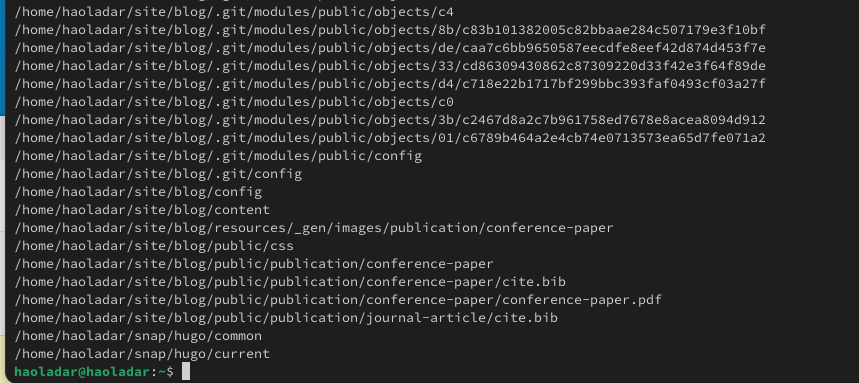 /home/haoladar/site/blog/.git/modules/public/objects/c4
/home/haoladar/site/blog/.git/modules/public/objects/8b/c83b101382005c82bbaae284c507179e3f10bf
/home/haoladar/site/blog/.git/modules/public/objects/de/caa7c6bb9650587eecdfe8eef42d874d453f7e
/home/haoladar/site/blog/.git/modules/public/objects/33/cd86309430862c87309220d33f42e3f64f89de
/home/haoladar/site/blog/.git/modules/public/objects/d4/c718e22b1717bf299bbc393faf0493cf03a27f
/home/haoladar/site/blog/.git/modules/public/objects/c0
/home/haoladar/site/blog/.git/modules/public/objects/3b/c2467d8a2c7b961758ed7678e8acea8094d912
/home/haoladar/site/blog/.git/modules/public/objects/01/c6789b464a2e4cb74e0713573ea65d7fe071a2
/home/haoladar/site/blog/.git/modules/public/config
/home/haoladar/site/blog/.git/config
/home/haoladar/site/blog/config
/home/haoladar/site/blog/content
/home/haoladar/site/blog/resources/_gen/images/publication/conference-paper
/home/haoladar/site/blog/public/css
/home/haoladar/site/blog/public/publication/conference-paper
/home/haoladar/site/blog/public/publication/conference-paper/cite.bib
/home/haoladar/site/blog/public/publication/conference-paper/conference-paper.pdf
/home/haoladar/site/blog/public/publication/journal-article/cite.bib
/home/haoladar/snap/hugo/common
/home/haoladar/snap/hugo/current
haoladar@haoladar:~$